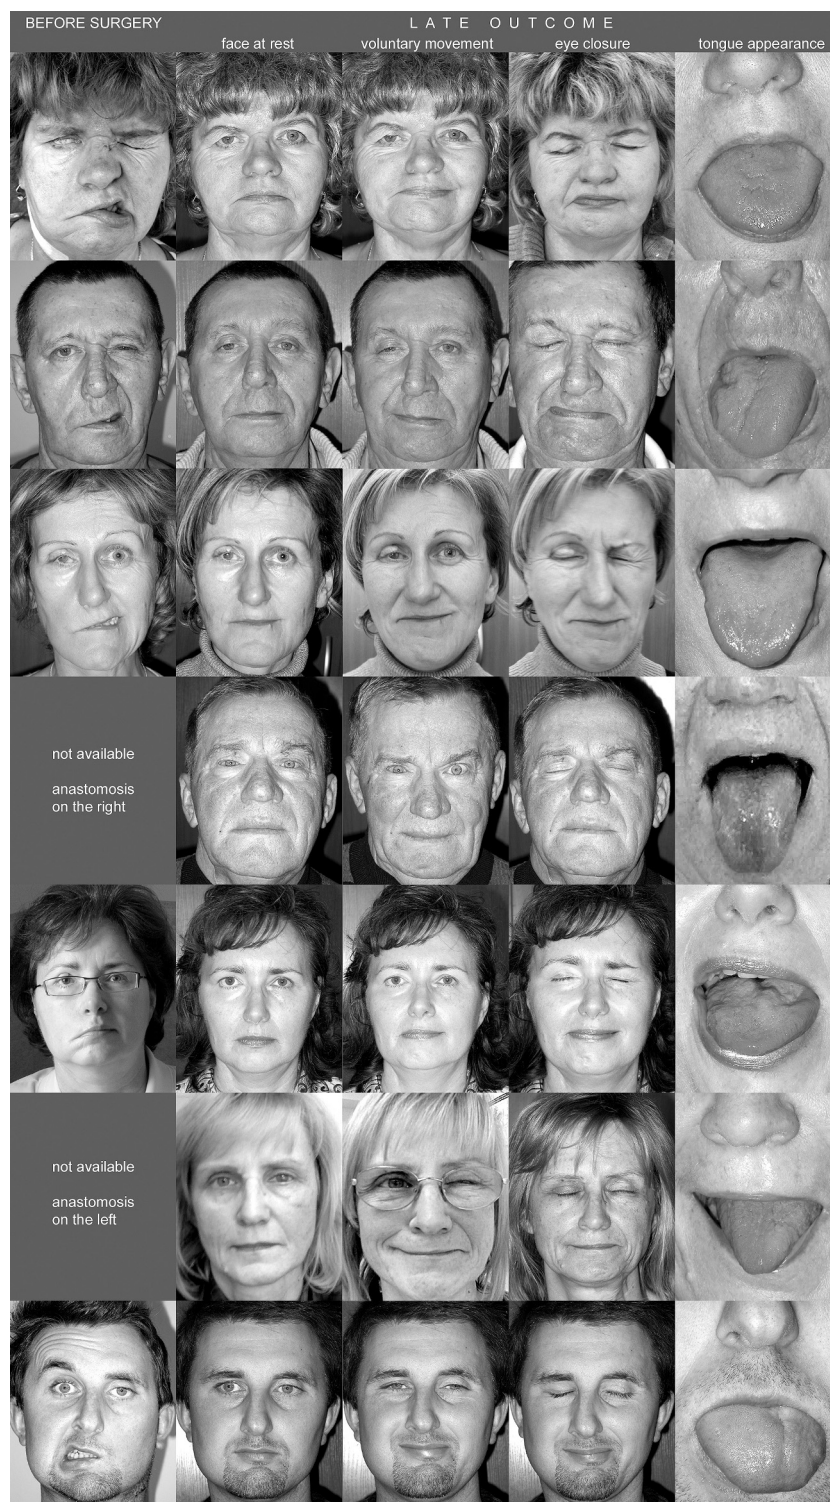 BEFORE SURGERY
LATE OUTCOME
face at rest
voluntary movement
eye closure
tongue appearance
not available
anastomosis
on the right
not available
anastomosis
on the left